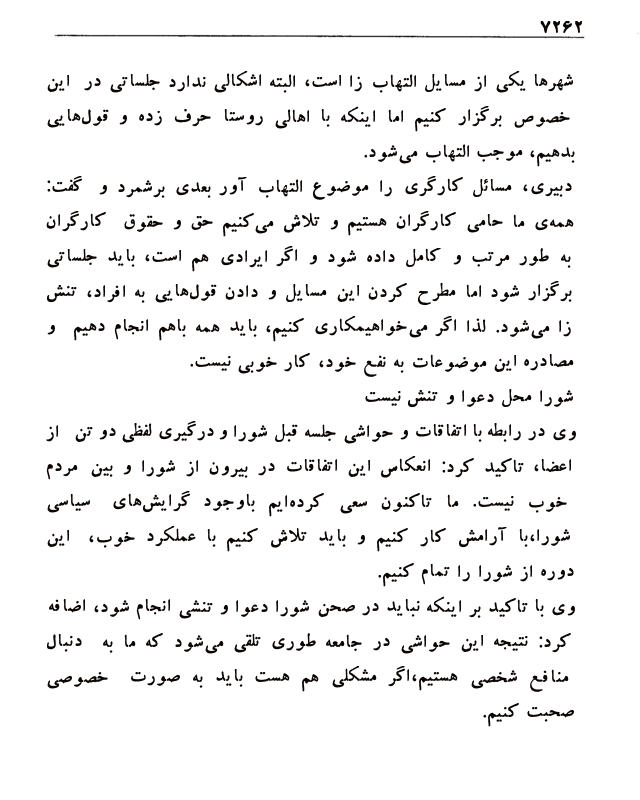 ۷۲۶۲
شهرها یکی از مسایل التهاب زا است، البته اشکالی ندارد جلساتی در این
خصوص برگزار کنیم اما اینکه با اهالی روستا حرف زده و قول‌هایی
بدهیم، موجب التهاب می‌شود.
دبیری، مسائل کارگری را موضوع التهاب آور بعدی برشمرد و گفت:
همه‌ی ما حامی کارگران هستیم و تلاش می‌کنیم حق و حقوق کارگران
به طور مرتب و کامل داده شود و اگر ایرادی هم است، باید جلساتی
برگزار شود اما مطرح کردن این مسایل و دادن قول‌هایی به افراد، تنش
زا می‌شود. لذا اگر می‌خواهیمکاری کنیم، باید همه باهم انجام دهیم و
مصادره این موضوعات به نفع خود، کار خوبی نیست.
شورا محل دعوا و تنش نیست
وی در رابطه با اتفاقات و حواشی جلسه قبل شورا و درگیری لفظی دو تن از
اعضا، تاکید کرد: انعکاس این اتفاقات در بیرون از شورا و بین مردم
خوب نیست. ما تاکنون سعی کرده‌ایم باوجود گرایش‌های سیاسی
شورا،با آرامش کار کنیم و باید تلاش کنیم با عملکرد خوب، این
دوره از شورا را تمام کنیم.
وی با تاکید بر اینکه نباید در صحن شورا دعوا و تنشی انجام شود، اضافه
کرد: نتیجه این حواشی در جامعه طوری تلقی می‌شود که ما به دنبال
منافع شخصی هستیم،اگر مشکلی هم هست باید به صورت خصوصی
صحبت کنیم.